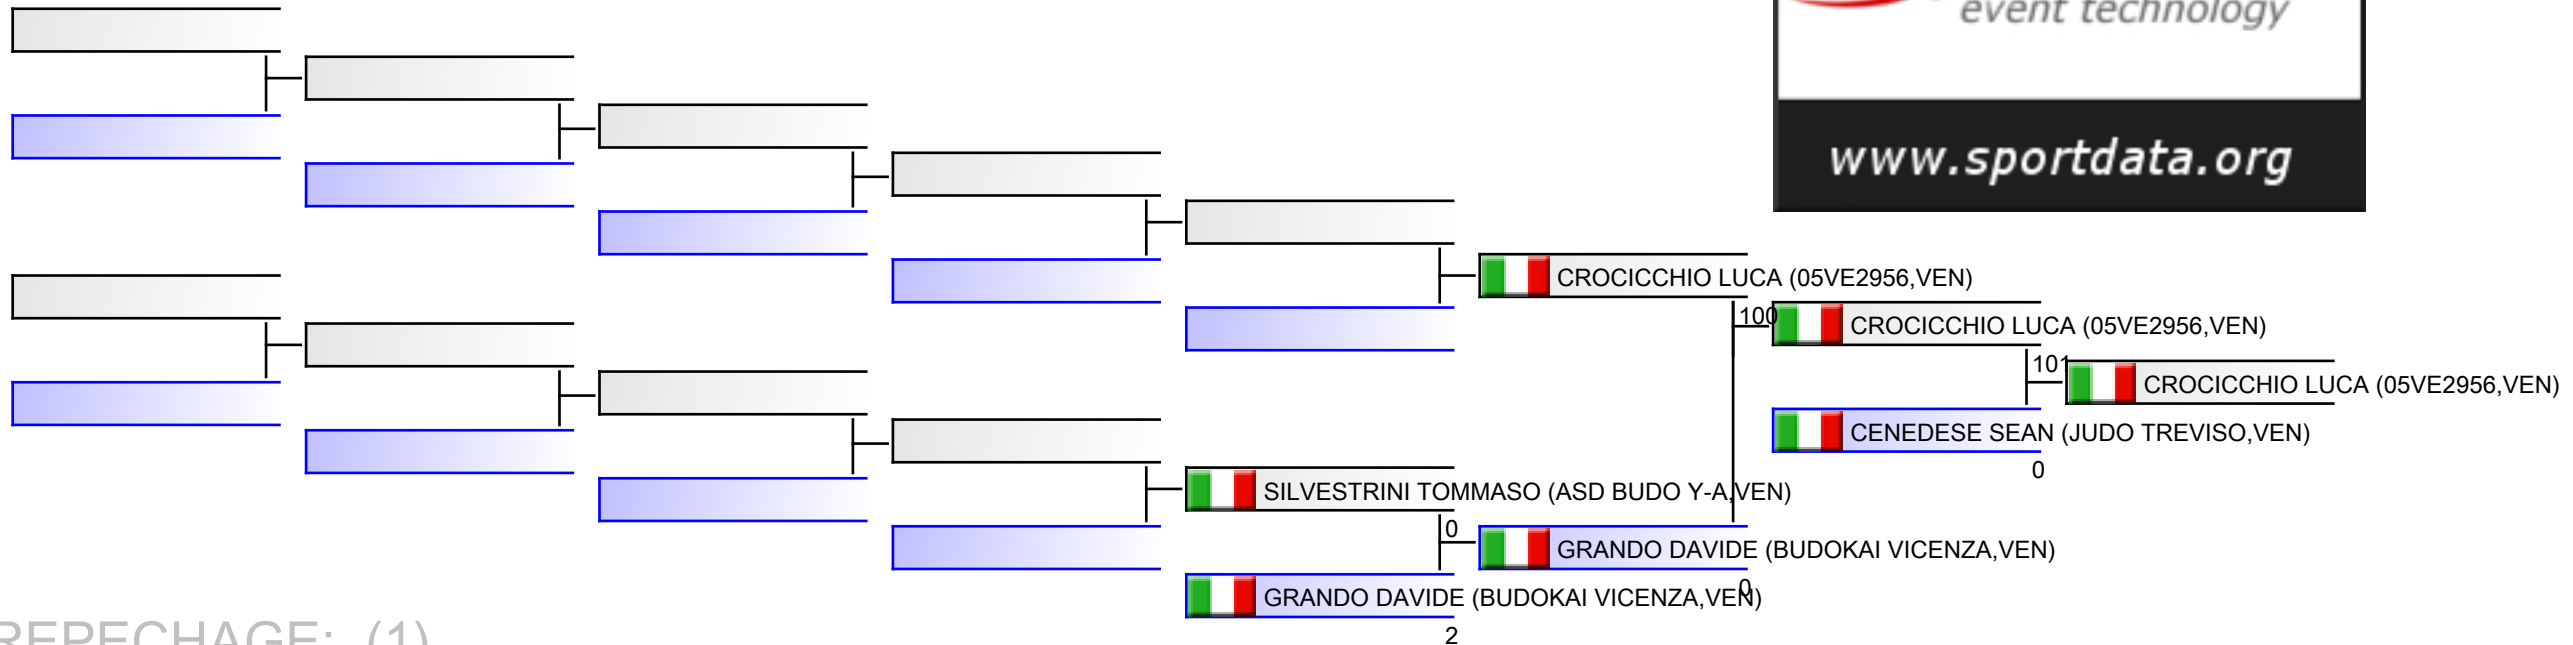 event technology
www.sportdata.org
CROCICCHIO LUCA (05VE2956,VEN)
100
CROCICCHIO LUCA (05VE2956,VEN)
101
CROCICCHIO LUCA (05VE2956,VEN)
CENEDESE SEAN (JUDO TREVISO,VEN)
0
SILVESTRINI TOMMASO (ASD BUDO Y-A,VEN)
0
GRANDO DAVIDE (BUDOKAI VICENZA,VEN)
0
GRANDO DAVIDE (BUDOKAI VICENZA,VEN)
2
REPECHAGE: (1)